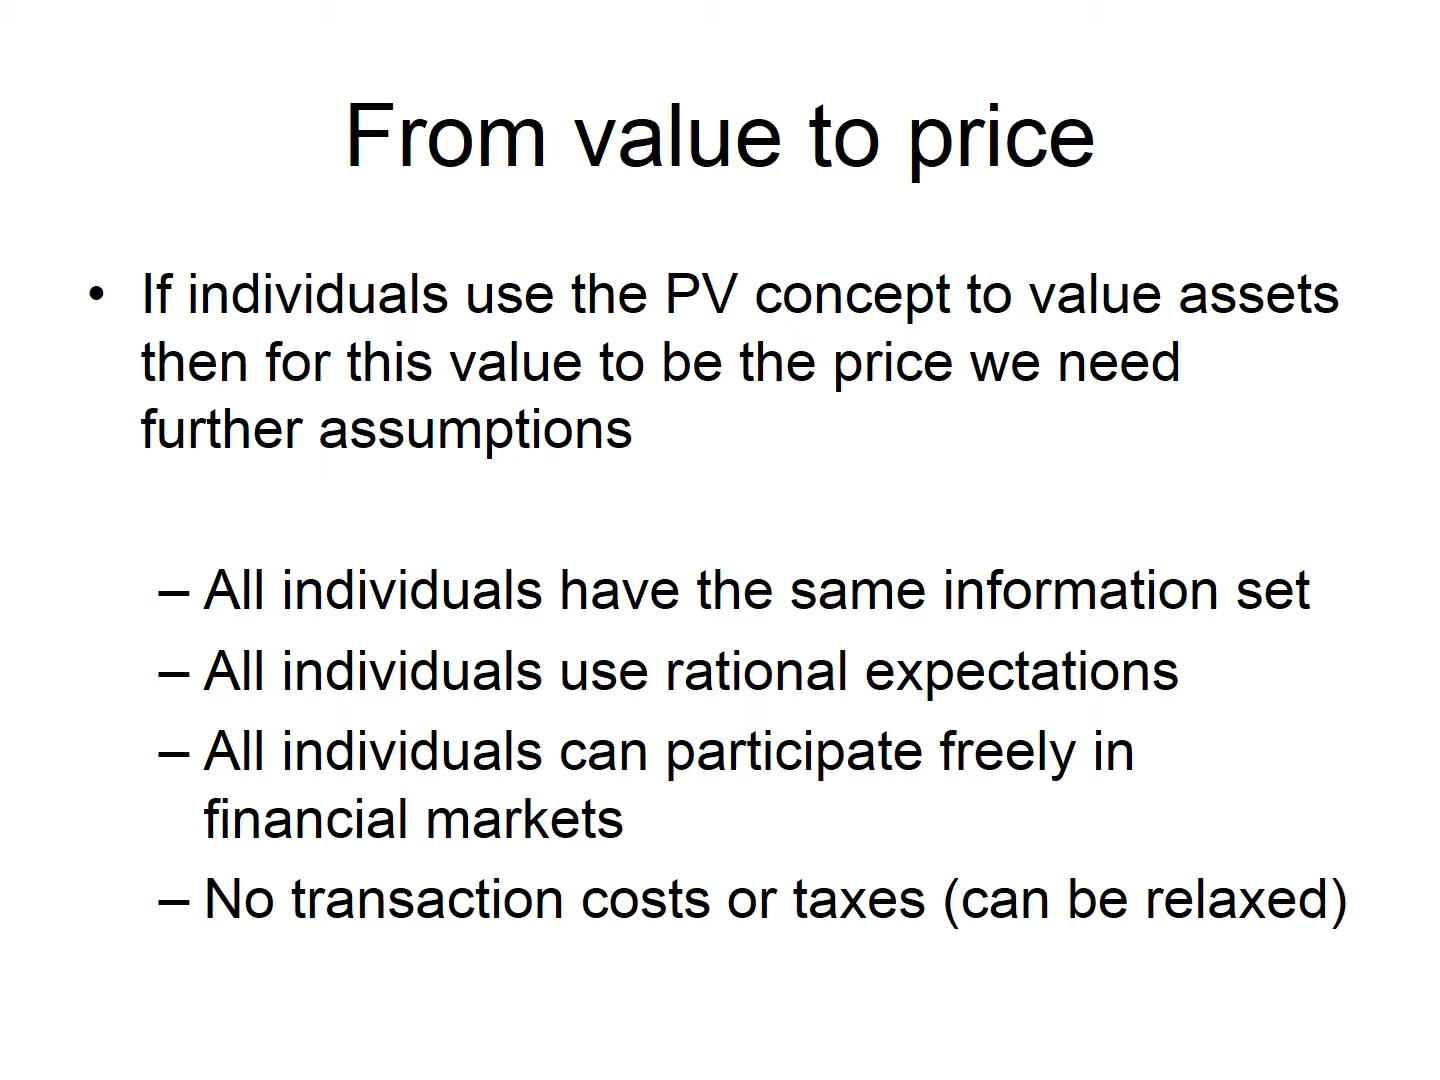 From value to price
• If individuals use the PV concept to value assets
then for this value to be the price we need
further assumptions
– All individuals have the same information set
– All individuals use rational expectations
– All individuals can participate freely in
financial markets
– No transaction costs or taxes (can be relaxed)